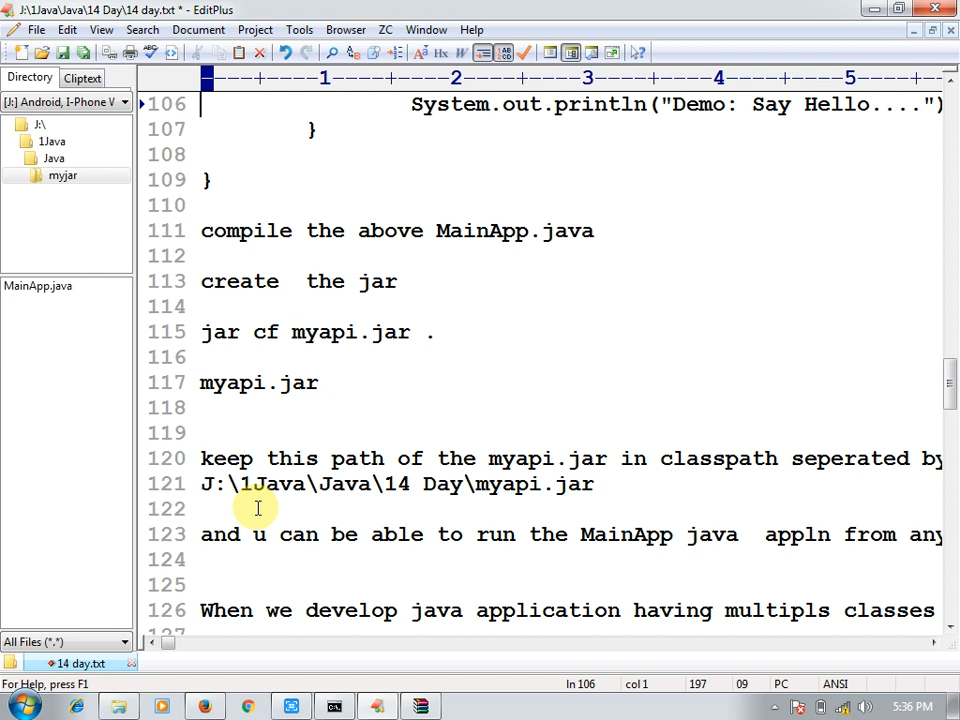 J:\1Java\Java\14 Day\14 day.txt * - EditPlus
File Edit View Search Document Project Tools Browser ZC Window Help
Directory Cliptext
----+----1----+----2----+----3----+----4----+----5----+--
[J:] Android, I-Phone V
J:\
1Java
Java
myjar
MainApp.java
All Files (*.*)
106 System.out.println("Demo: Say Hello....")
107 }
108
109 }
110
111 compile the above MainApp.java
112
113 create the jar
114
115 jar cf myapi.jar .
116
117 myapi.jar
118
119
120 keep this path of the myapi.jar in classpath seperated by
121 J:\1Java\Java\14 Day\myapi.jar
122
123 and u can be able to run the MainApp java appln from any
124
125
126 When we develop java application having multipls classes
14 day.txt
For Help, press F1 ln 106 col 1 197 09 PC ANSI
5:36 PM